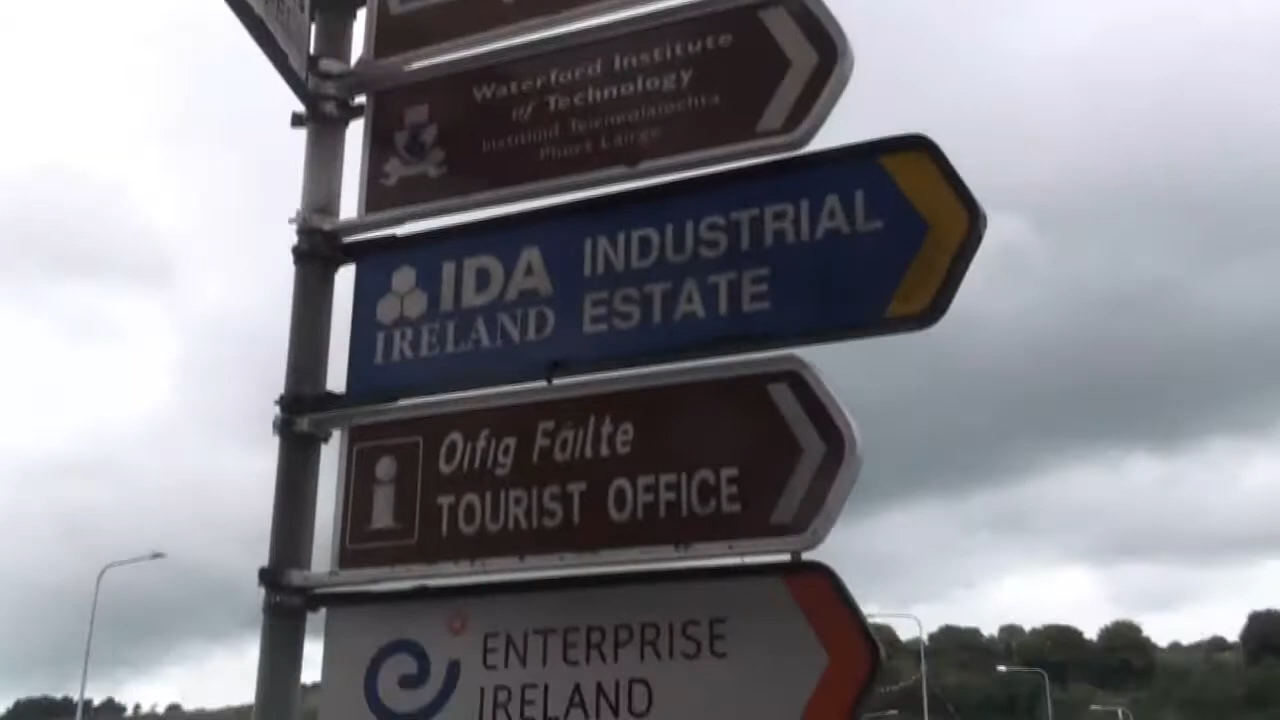 Waterford Institute
of Technology
Institiúid Teicneolaíochta
Phort Láirge
IDA
IRELAND
INDUSTRIAL
ESTATE
Oifig Fáilte
TOURIST OFFICE
ENTERPRISE
IRELAND